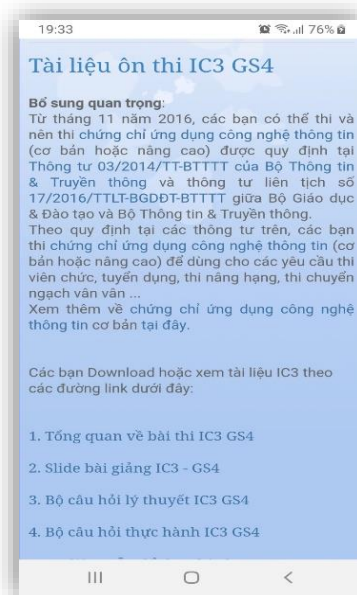 19:33
76%
Tài liệu ôn thi IC3 GS4
Bổ sung quan trọng:
Từ tháng 11 năm 2016, các bạn có thể thi và
nên thi chứng chỉ ứng dụng công nghệ thông tin
(cơ bản hoặc nâng cao) được quy định tại
Thông tư 03/2014/TT-BTTTT của Bộ Thông tin
& Truyền thông và thông tư liên tịch số
17/2016/TTLT-BGDĐT-BTTTT giữa Bộ Giáo dục
& Đào tạo và Bộ Thông tin & Truyền thông.
Theo quy định tại các thông tư trên, các bạn
thi chứng chỉ ứng dụng công nghệ thông tin (cơ
bản hoặc nâng cao) để dùng cho các yêu cầu thi
viên chức, tuyển dụng, thi nâng hạng, thi chuyển
ngạch vân vân ...
Xem thêm về chứng chỉ ứng dụng công nghệ
thông tin cơ bản tại đây.
Các bạn Download hoặc xem tài liệu IC3 theo
các đường link dưới đây:
1. Tổng quan về bài thi IC3 GS4
2. Slide bài giảng IC3 - GS4
3. Bộ câu hỏi lý thuyết IC3 GS4
4. Bộ câu hỏi thực hành IC3 GS4